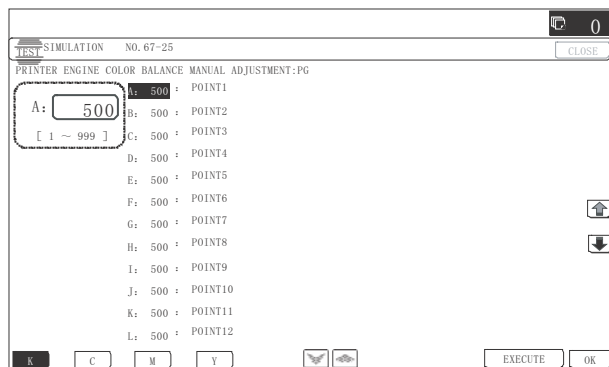 0
TEST SIMULATION NO. 67-25
CLOSE
PRINTER ENGINE COLOR BALANCE MANUAL ADJUSTMENT:PG
A: 500
[ 1 ～ 999 ]
A: 500 : POINT1
B: 500 : POINT2
C: 500 : POINT3
D: 500 : POINT4
E: 500 : POINT5
F: 500 : POINT6
G: 500 : POINT7
H: 500 : POINT8
I: 500 : POINT9
J: 500 : POINT10
K: 500 : POINT11
L: 500 : POINT12
K C M Y EXECUTE OK